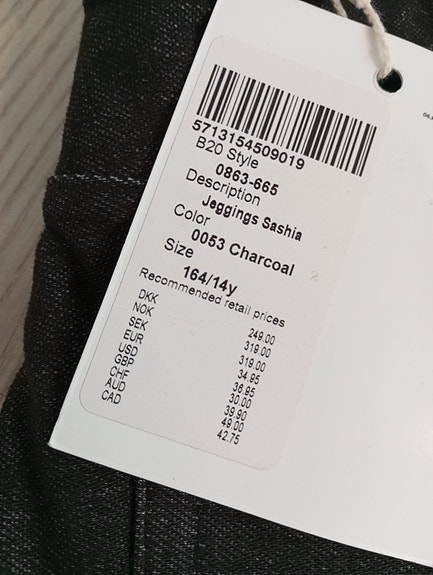 5713154509019
B20 Style
0863-665
Description
Jeggings Sashia
Color
0053 Charcoal
Size
164/14y
Recommended retail prices
DKK 249.00
NOK 319.00
SEK 319.00
EUR 34.95
USD 36.95
GBP 30.00
CHF 39.90
AUD 49.00
CAD 42.75